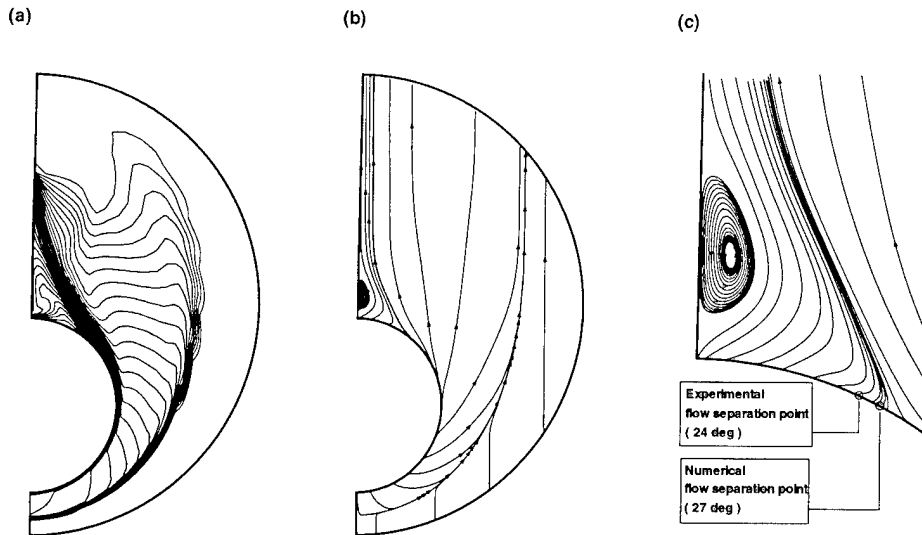 (a)
(b)
(c)
Experimental
flow separation point
( 24 deg )
Numerical
flow separation point
( 27 deg )